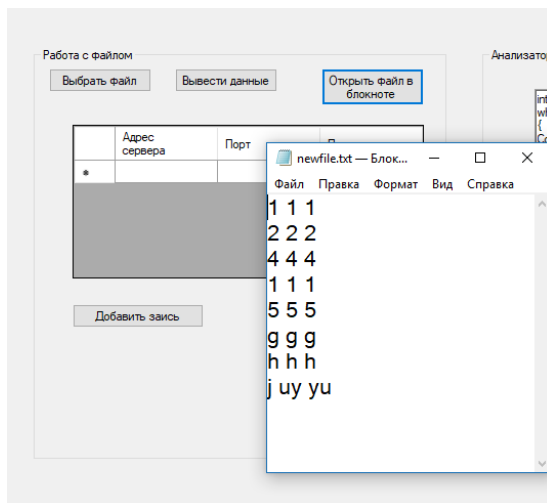 Работа с файлом
Анализатор
Выбрать файл
Вывести данные
Открыть файл в
блокноте
Адрес
сервера
Порт
{
newfile.txt — Блок...
Файл Правка Формат Вид Справка
1 1 1
2 2 2
4 4 4
1 1 1
5 5 5
g g g
h h h
j uy yu
Добавить заись